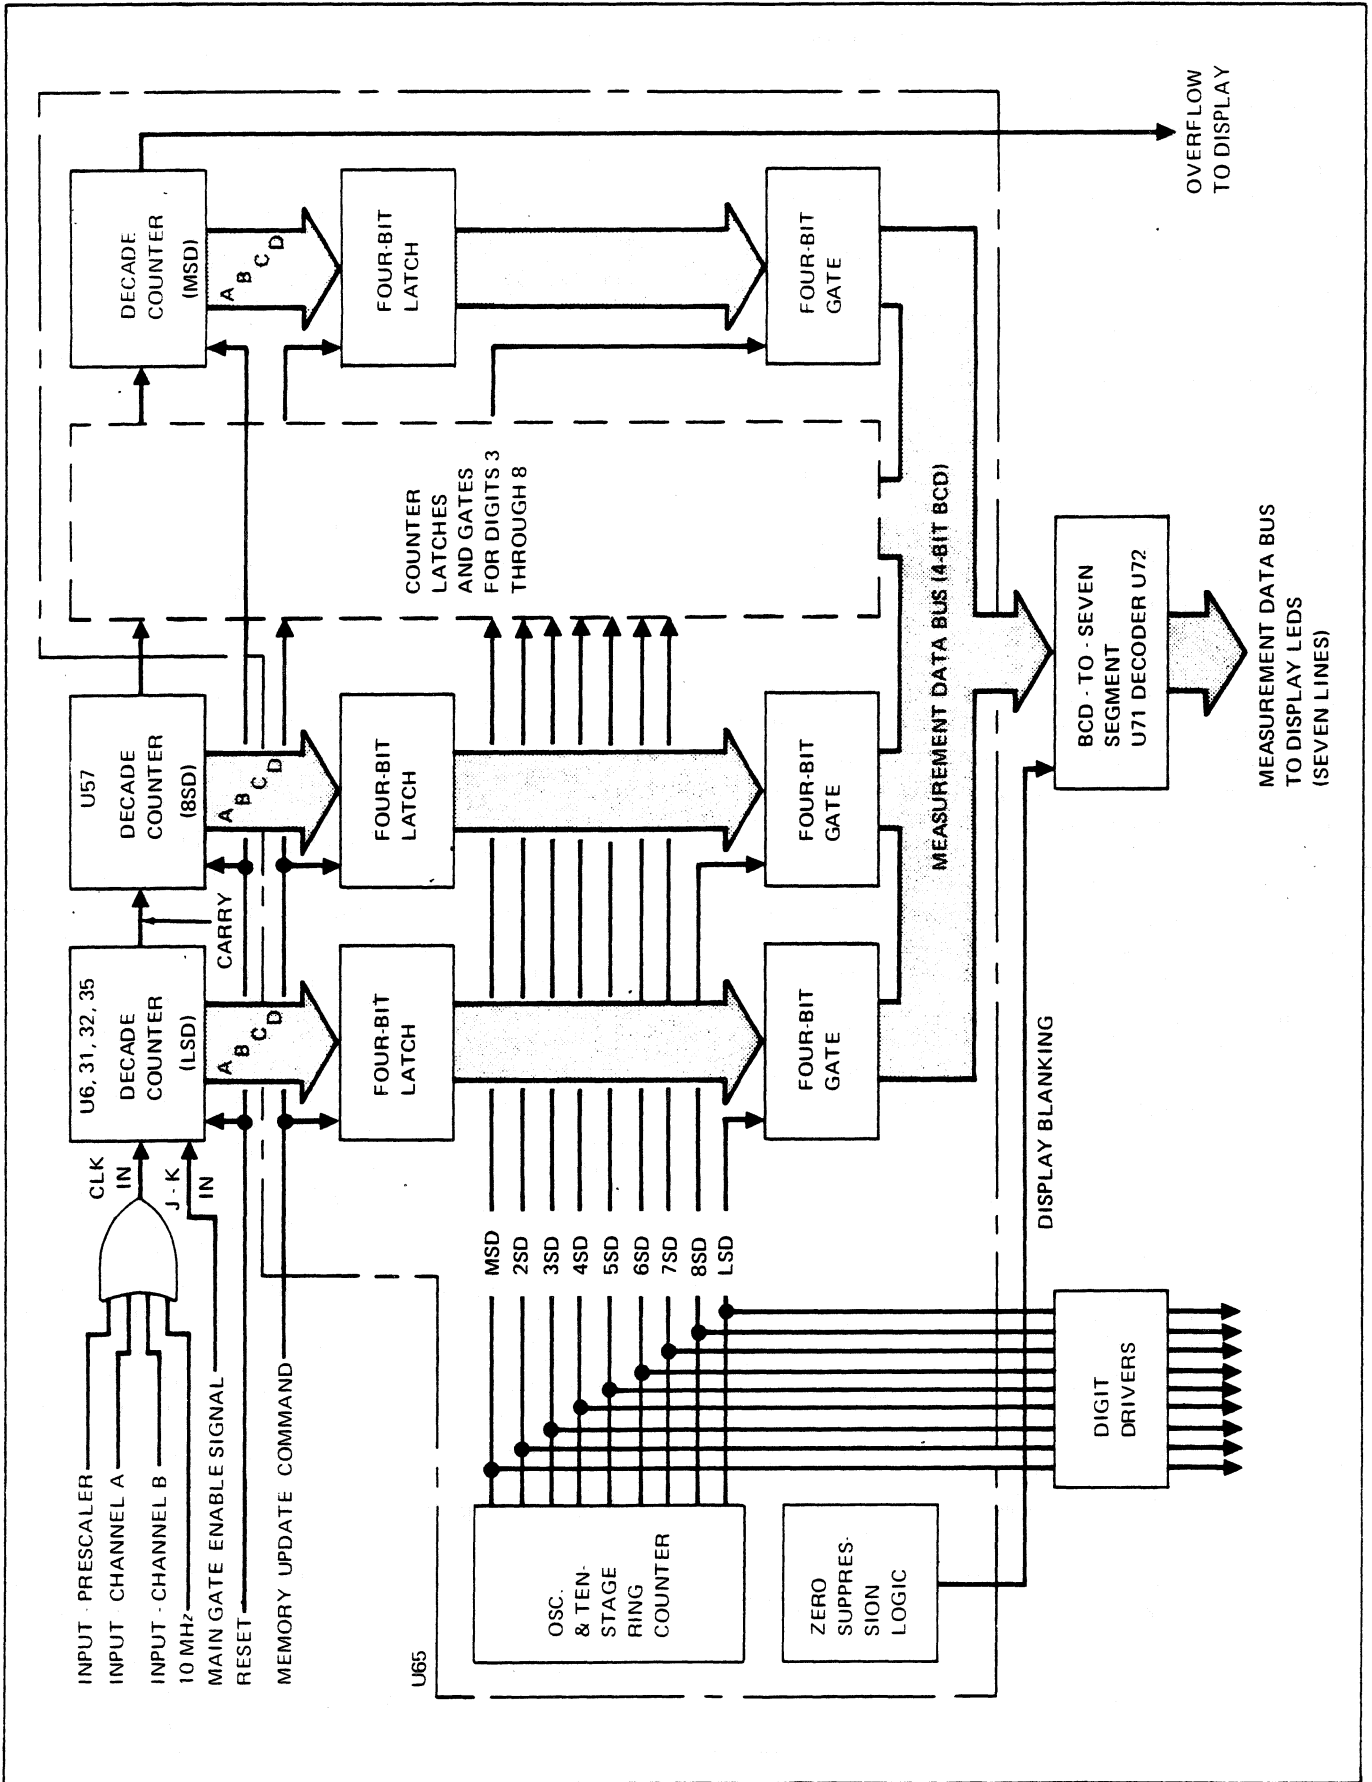 INPUT - PRESCALER
INPUT - CHANNEL A
INPUT - CHANNEL B
10 MHz
MAIN GATE ENABLE SIGNAL
RESET
MEMORY UPDATE COMMAND
U65
CLK
IN
J - K
IN
U6, 31, 32, 35
DECADE
COUNTER
(LSD)
CARRY
U57
DECADE
COUNTER
(8SD)
DECADE
COUNTER
(MSD)
A
B
C
D
A
B
C
D
A
B
C
D
FOUR-BIT
LATCH
FOUR-BIT
LATCH
FOUR-BIT
LATCH
COUNTER
LATCHES
AND GATES
FOR DIGITS 3
THROUGH 8
OSC.
& TEN-
STAGE
RING
COUNTER
MSD
2SD
3SD
4SD
5SD
6SD
7SD
8SD
LSD
FOUR-BIT
GATE
FOUR-BIT
GATE
FOUR-BIT
GATE
ZERO
SUPPRES-
SION
LOGIC
MEASUREMENT DATA BUS (4-BIT BCD)
DISPLAY BLANKING
DIGIT
DRIVERS
BCD - TO - SEVEN
SEGMENT
U71 DECODER U72
OVERFLOW
TO DISPLAY
MEASUREMENT DATA BUS
TO DISPLAY LEDS
(SEVEN LINES)